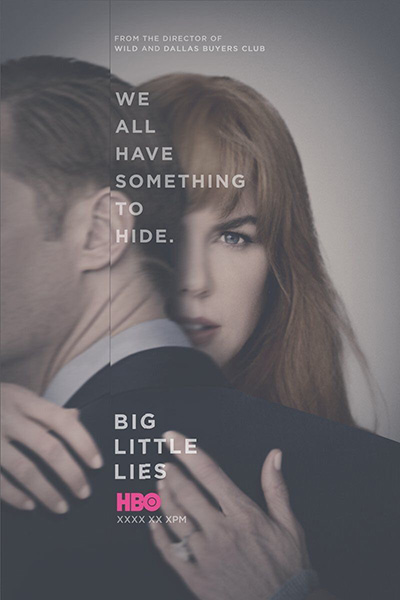 FROM THE DIRECTOR OF
WILD AND DALLAS BUYERS CLUB
WE
ALL
HAVE
SOMETHING
TO
HIDE.
BIG
LITTLE
LIES
HBO
XXXX XX XPM